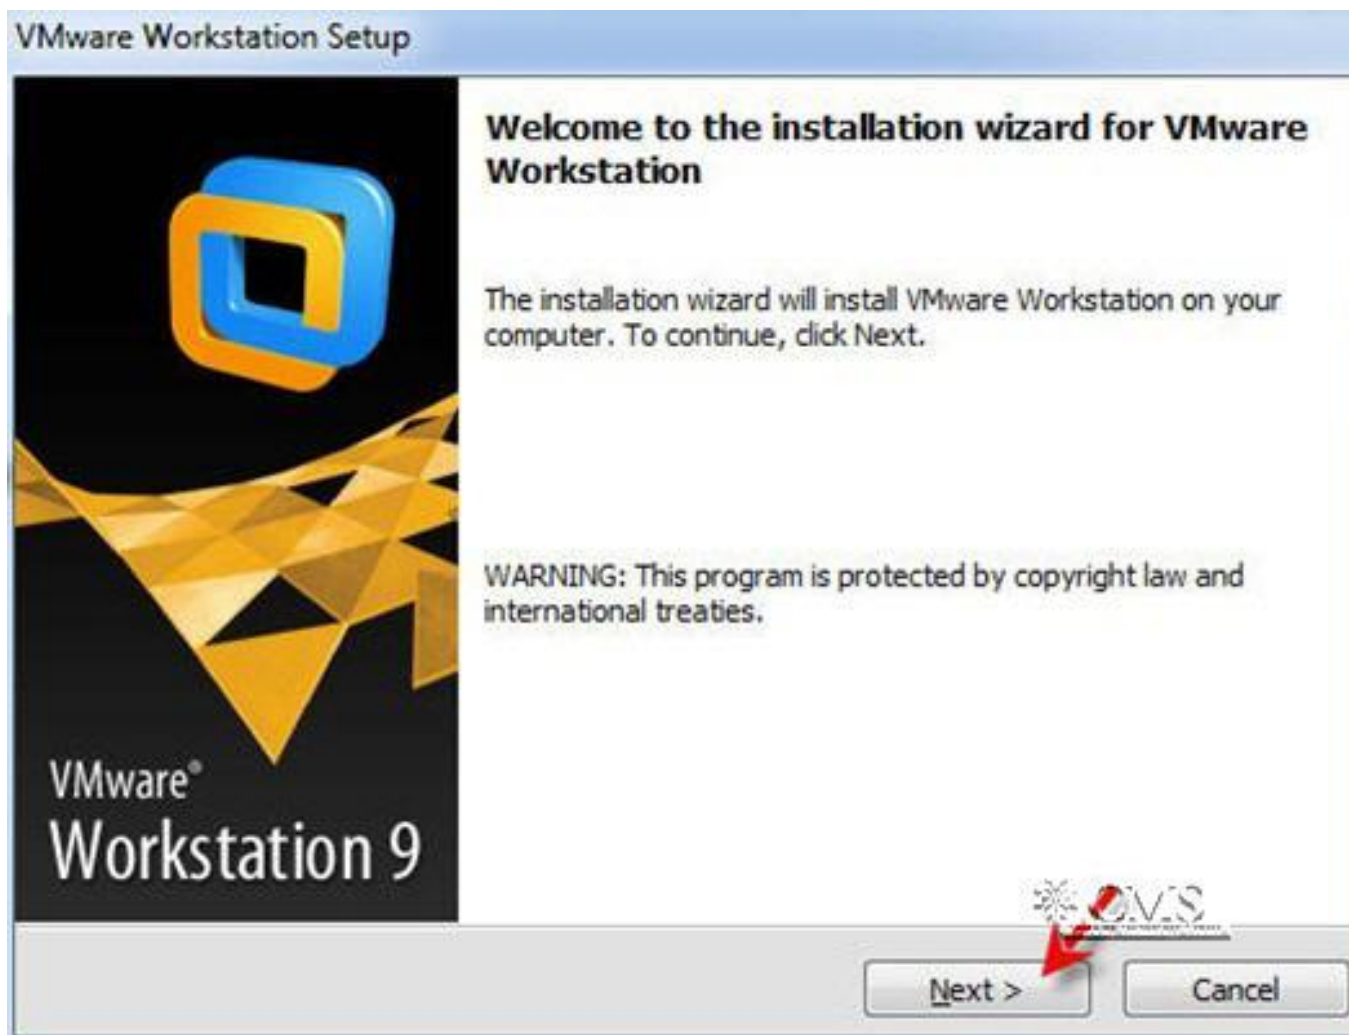 VMware Workstation Setup
Welcome to the installation wizard for VMware
Workstation
The installation wizard will install VMware Workstation on your
computer. To continue, click Next.
WARNING: This program is protected by copyright law and
international treaties.
VMware®
Workstation 9
Next >
Cancel